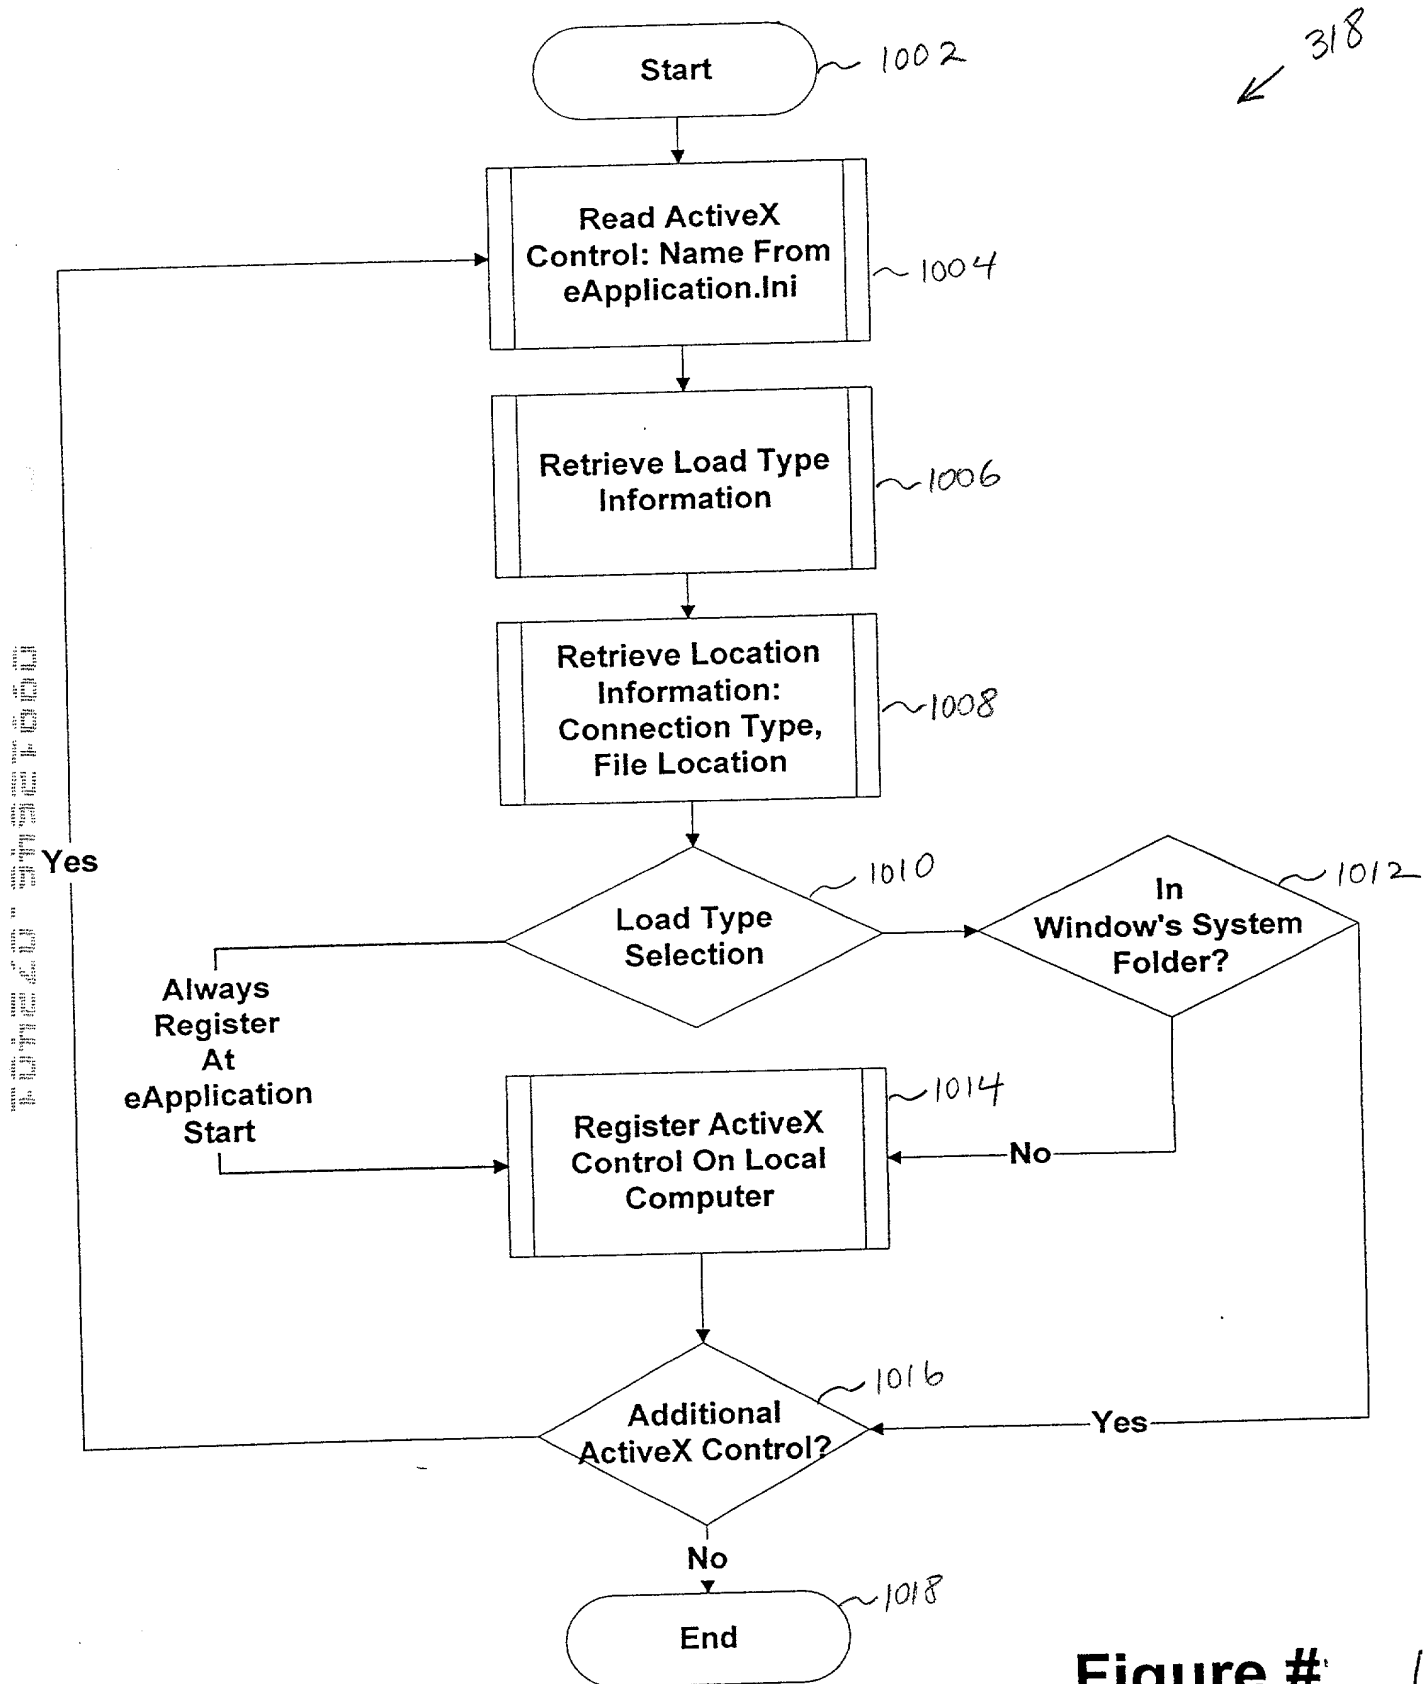 Start
1002
318
Read ActiveX
Control: Name From
eApplication.Ini
1004
Retrieve Load Type
Information
1006
Retrieve Location
Information:
Connection Type,
File Location
1008
Yes
Load Type
Selection
1010
In
Window's System
Folder?
1012
Always
Register
At
eApplication
Start
Register ActiveX
Control On Local
Computer
1014
No
Additional
ActiveX Control?
1016
Yes
No
End
1018
Figure #